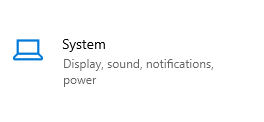 System
Display, sound, notifications,
power